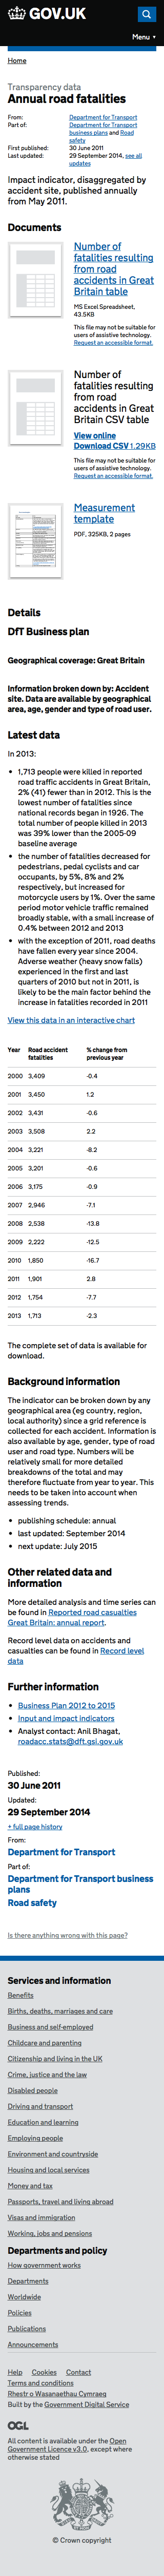 GOV.UK
Menu
Home
Transparency data
Annual road fatalities
From: Department for Transport
Part of: Department for Transport
business plans and Road
safety
First published: 30 June 2011
Last updated: 29 September 2014, see all
updates
Impact indicator, disaggregated by
accident site, published annually
from May 2011.
Documents
Number of
fatalities resulting
from road
accidents in Great
Britain table
MS Excel Spreadsheet,
43.5KB
This file may not be suitable for
users of assistive technology.
Request an accessible format.
Number of
fatalities resulting
from road
accidents in Great
Britain CSV table
View online
Download CSV 1.29KB
This file may not be suitable for
users of assistive technology.
Request an accessible format.
Measurement
template
PDF, 325KB, 2 pages
Details
DfT Business plan
Geographical coverage: Great Britain
Information broken down by: Accident
site. Data are available by geographical
area, age, gender and type of road user.
Latest data
In 2013:
1,713 people were killed in reported
road traffic accidents in Great Britain,
2% (41) fewer than in 2012. This is the
lowest number of fatalities since
national records began in 1926. The
number of people killed in 2013
was 39% lower than the 2005-09
baseline average
the number of fatalitiesdecreased for
pedestrians, pedal cyclists and car
occupants, by 5%, 8% and 2%
respectively, but increased for
motorcycle users by 1%. Over the same
period motor vehicle traffic remained
broadly stable, with a small rise of
0.4% between 2012 and 2013
with the exception of 2011, road deaths
have fallen every year since 2004.
Adverse weather (heavy snow falls)
experienced in the first and last
quarters of 2010 but not in 2011, may
have been a factor behind the
increase in fatalities recorded in 2011
View this data in an interactive chart
Year Road accident fatalities % change from previous year
2000 3,409 -0.4
2001 3,450 1.2
2002 3,431 -0.6
2003 3,508 2.2
2004 3,221 -8.2
2005 3,201 -0.6
2006 3,175 -0.9
2007 2,946 -7.1
2008 2,538 -13.8
2009 2,222 -12.5
2010 1,850 -16.7
2011 1,901 2.8
2012 1,754 -7.7
2013 1,713 -2.3
The complete set of data is available for
download.
Background information
The indicator can be broken down by any
geographical area (eg country, region,
local authority) since a grid reference is
collected for each accident. Information is
also available by age, gender, type of road
user and road type. Numbers will
inevitably be smaller for more detailed
breakdowns of the total and may
therefore fluctuate from year to year. This
needs to be taken into account when
assessing trends.
publishing schedule: annual
last updated: September 2014
next update: July 2015
Other related data and
information
More detailed analysis and time series can
be found in Reported road casualties
Great Britain: annual report.
Record level data on accidents and
casualties can be found in Record level
data
Further information
Business Plan 2012 to 2015
Input and impact indicators
Analyst contact: Anil Bhagat,
roadacc.stats@dft.gsi.gov.uk
Published:
30 June 2011
Updated:
29 September 2014
+ full page history
From:
Department for Transport
Part of:
Department for Transport business
plans
Road safety
Is there anything wrong with this page?
Services and information
Benefits
Births, deaths, marriages and care
Business and self-employed
Childcare and parenting
Citizenship and living in the UK
Crime, justice and the law
Disabled people
Driving and transport
Education and learning
Employing people
Environment and countryside
Housing and local services
Money and tax
Passports, travel and living abroad
Visas and immigration
Working, jobs and pensions
Departments and policy
How government works
Departments
Worldwide
Policies
Publications
Announcements
Help Cookies Contact
Terms and conditions
Rhestr o Wasanaethau Cymraeg
Built by the Government Digital Service
OGL
All content is available under the Open
Government Licence v3.0, except where
otherwise stated
© Crown copyright